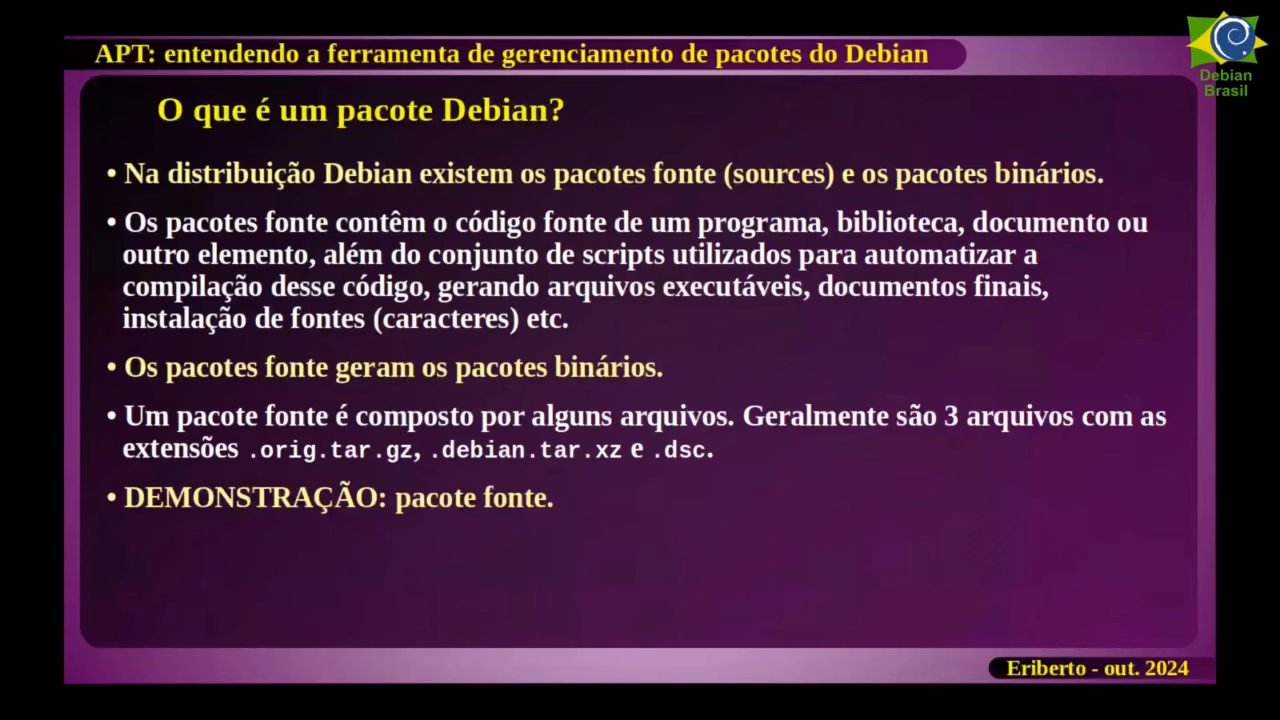 APT: entendendo a ferramenta de gerenciamento de pacotes do Debian
Debian
Brasil
O que é um pacote Debian?
• Na distribuição Debian existem os pacotes fonte (sources) e os pacotes binários.
• Os pacotes fonte contêm o código fonte de um programa, biblioteca, documento ou
outro elemento, além do conjunto de scripts utilizados para automatizar a
compilação desse código, gerando arquivos executáveis, documentos finais,
instalação de fontes (caracteres) etc.
• Os pacotes fonte geram os pacotes binários.
• Um pacote fonte é composto por alguns arquivos. Geralmente são 3 arquivos com as
extensões .orig.tar.gz, .debian.tar.xz e .dsc.
• DEMONSTRAÇÃO: pacote fonte.
Eriberto - out. 2024